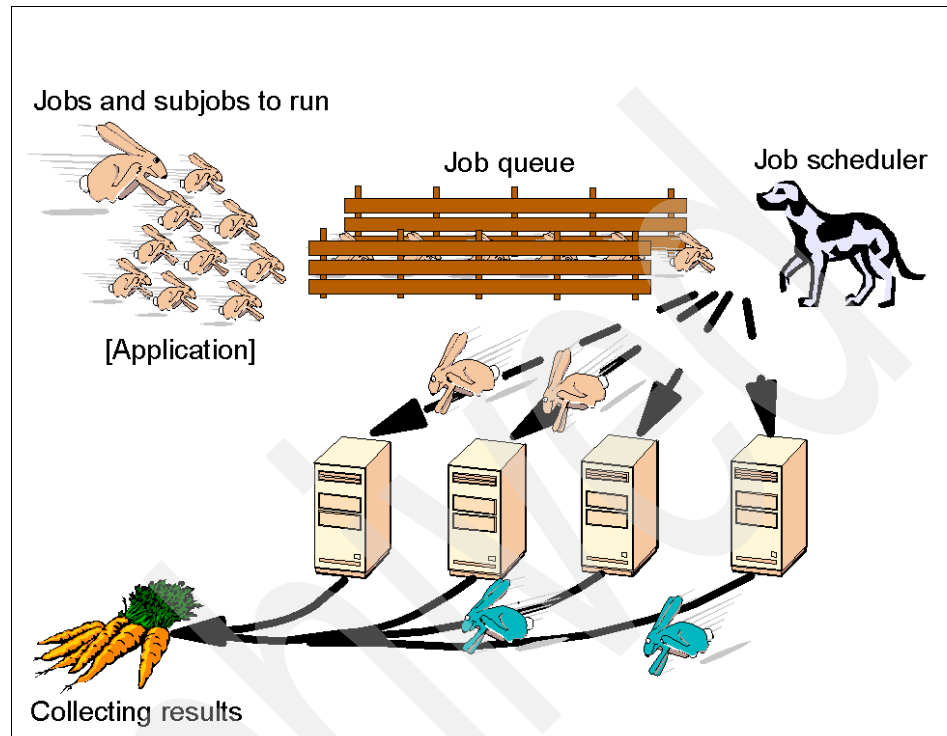 Jobs and subjobs to run
Job queue
Job scheduler
[Application]
Collecting results